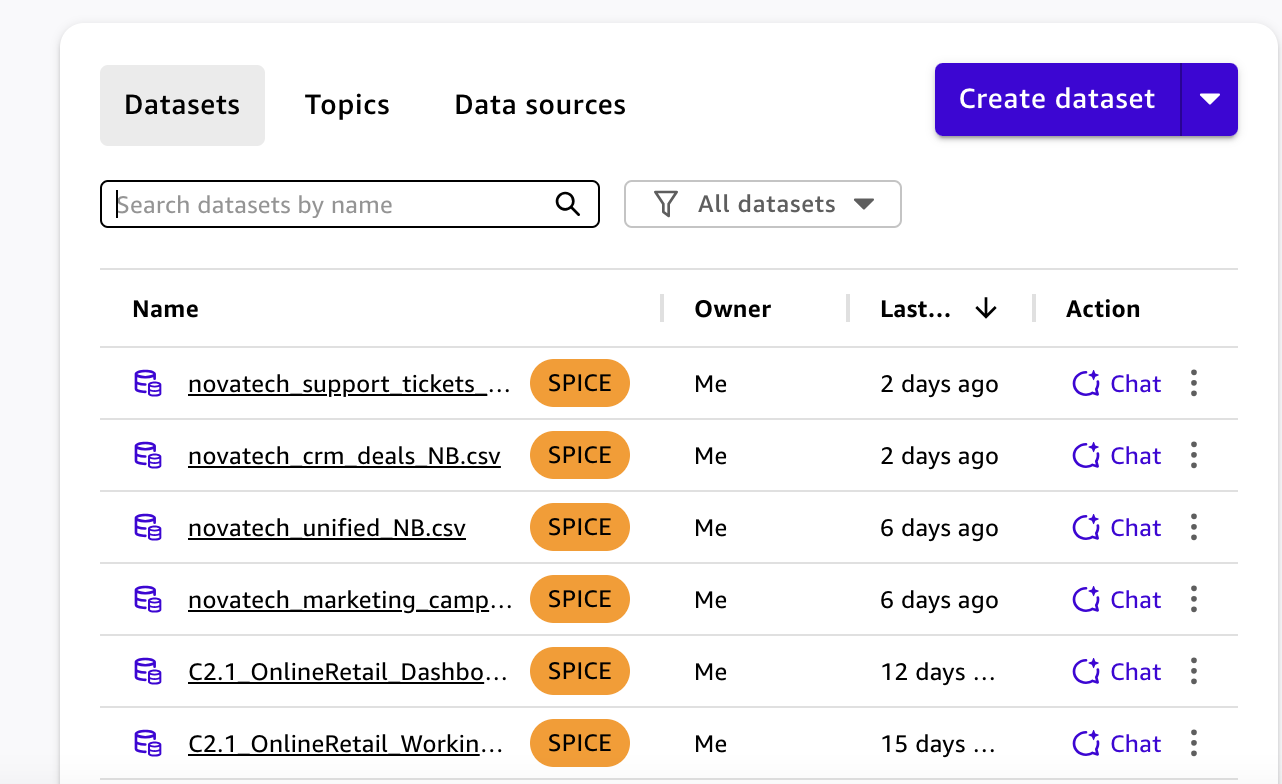 Datasets Topics Data sources Create dataset
Search datasets by name All datasets
Name Owner Last... Action
novatech_support_tickets_... SPICE Me 2 days ago Chat
novatech_crm_deals_NB.csv SPICE Me 2 days ago Chat
novatech_unified_NB.csv SPICE Me 6 days ago Chat
novatech_marketing_camp... SPICE Me 6 days ago Chat
C2.1_OnlineRetail_Dashbo... SPICE Me 12 days ... Chat
C2.1_OnlineRetail_Workin... SPICE Me 15 days ... Chat